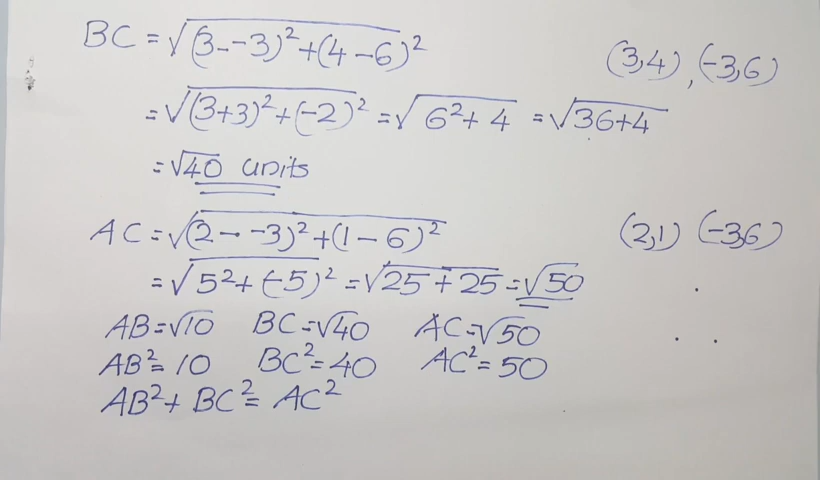 BC = √(3--3)²+(4-6)² (3,4), (-3,6)
= √(3+3)²+(-2)² = √6²+4 = √36+4
= √40 units
AC = √(2--3)²+(1-6)² (2,1) (-3,6)
= √5²+(-5)² = √25+25 = √50
AB=√10 BC=√40 AC=√50
AB²=10 BC²=40 AC²=50
AB²+BC²=AC²